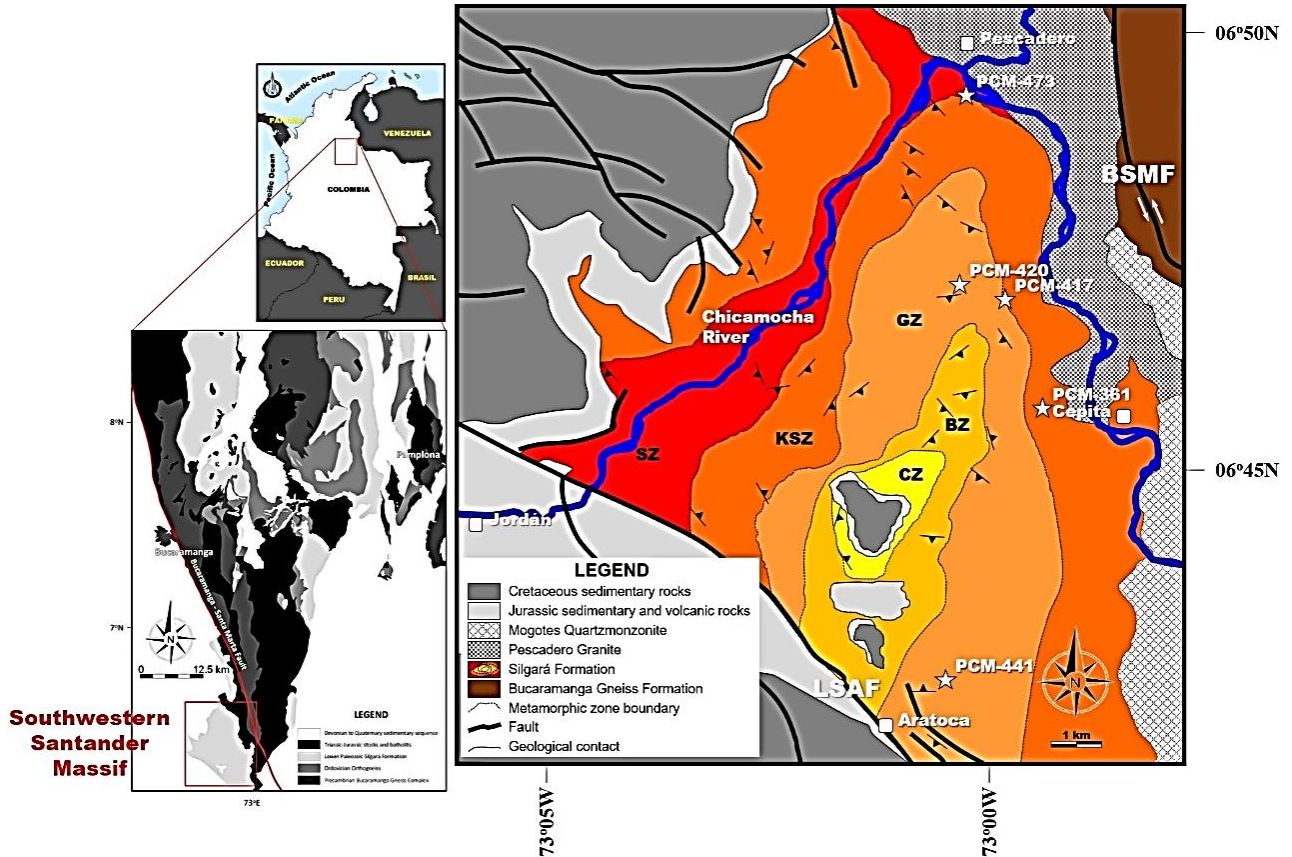 Atlantic Ocean
PANAMA
VENEZUELA
Pacific Ocean
COLOMBIA
ECUADOR
BRASIL
PERU
8°N
Pamplona
Bucaramanga
Bucaramanga - Santa Marta Fault
7°N
N
0 12.5 km
LEGEND
Devonian to Quaternary sedimentary sequence
Triassic-Jurassic stocks and batholits
Lower Paleozoic Silgará Formation
Ordovician Orthogneiss
Precambrian Bucaramanga Gneiss Complex
Southwestern
Santander
Massif
73°E
Pescadero
PCM-473
BSMF
PCM-420
PCM-417
Chicamocha
River
GZ
PCM-361
Cepita
BZ
KSZ
SZ
CZ
Jordán
LEGEND
Cretaceous sedimentary rocks
Jurassic sedimentary and volcanic rocks
Mogotes Quartzmonzonite
Pescadero Granite
Silgará Formation
Bucaramanga Gneiss Formation
Metamorphic zone boundary
Fault
Geological contact
PCM-441
LSAF
Aratoca
N
1 km
06°50N
06°45N
73°05W
73°00W